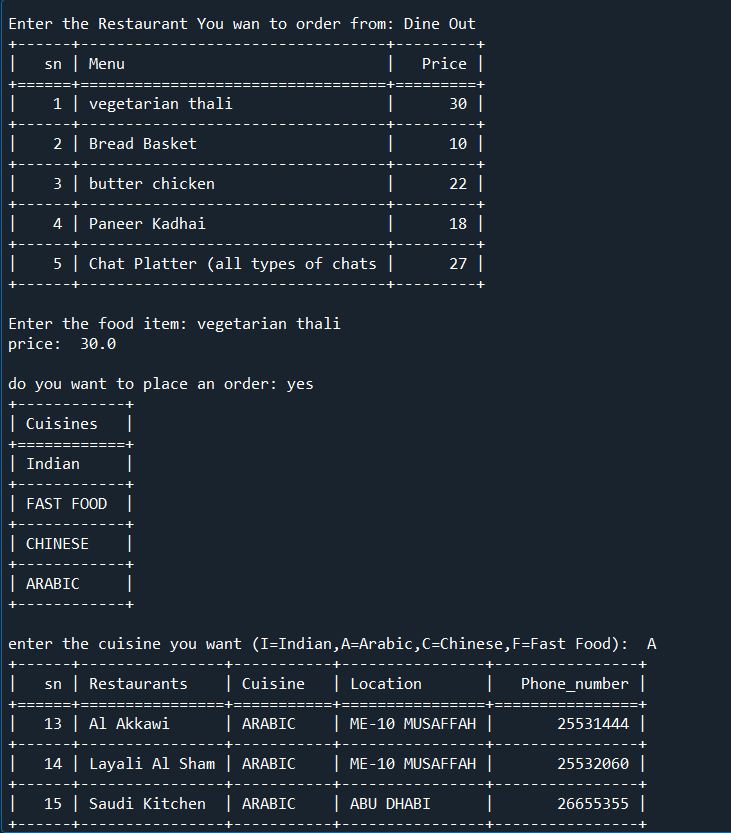 Enter the Restaurant You wan to order from: Dine Out
+------+----------------------------------+---------+
|   sn | Menu                             |   Price |
+======+==================================+=========+
|    1 | vegetarian thali                 |      30 |
+------+----------------------------------+---------+
|    2 | Bread Basket                     |      10 |
+------+----------------------------------+---------+
|    3 | butter chicken                   |      22 |
+------+----------------------------------+---------+
|    4 | Paneer Kadhai                    |      18 |
+------+----------------------------------+---------+
|    5 | Chat Platter (all types of chats |      27 |
+------+----------------------------------+---------+
Enter the food item: vegetarian thali
price:  30.0
do you want to place an order: yes
+------------+
| Cuisines   |
+============+
| Indian     |
+------------+
| FAST FOOD  |
+------------+
| CHINESE    |
+------------+
| ARABIC     |
+------------+
enter the cuisine you want (I=Indian,A=Arabic,C=Chinese,F=Fast Food):  A
+------+----------------+-----------+----------------+----------------+
|   sn | Restaurants    | Cuisine   | Location       |   Phone_number |
+======+================+===========+================+================+
|   13 | Al Akkawi      | ARABIC    | ME-10 MUSAFFAH |       25531444 |
+------+----------------+-----------+----------------+----------------+
|   14 | Layali Al Sham | ARABIC    | ME-10 MUSAFFAH |       25532060 |
+------+----------------+-----------+----------------+----------------+
|   15 | Saudi Kitchen  | ARABIC    | ABU DHABI      |       26655355 |
+------+----------------+-----------+----------------+----------------+